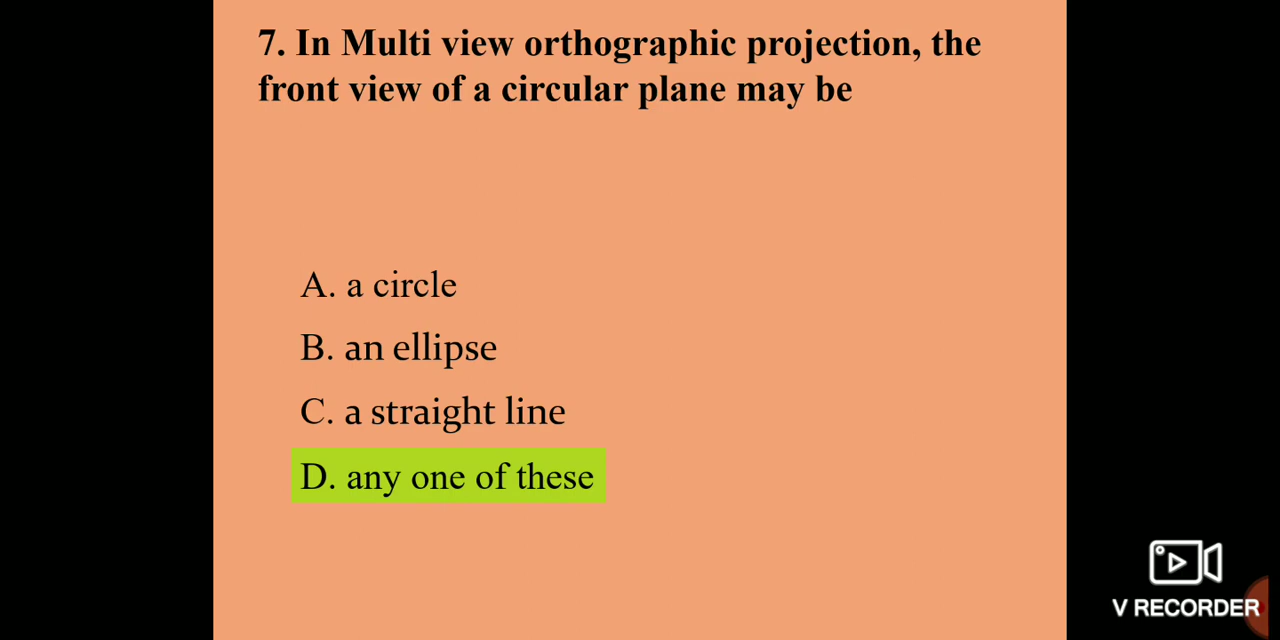 7. In Multi view orthographic projection, the
front view of a circular plane may be
A. a circle
B. an ellipse
C. a straight line
D. any one of these
V RECORDER